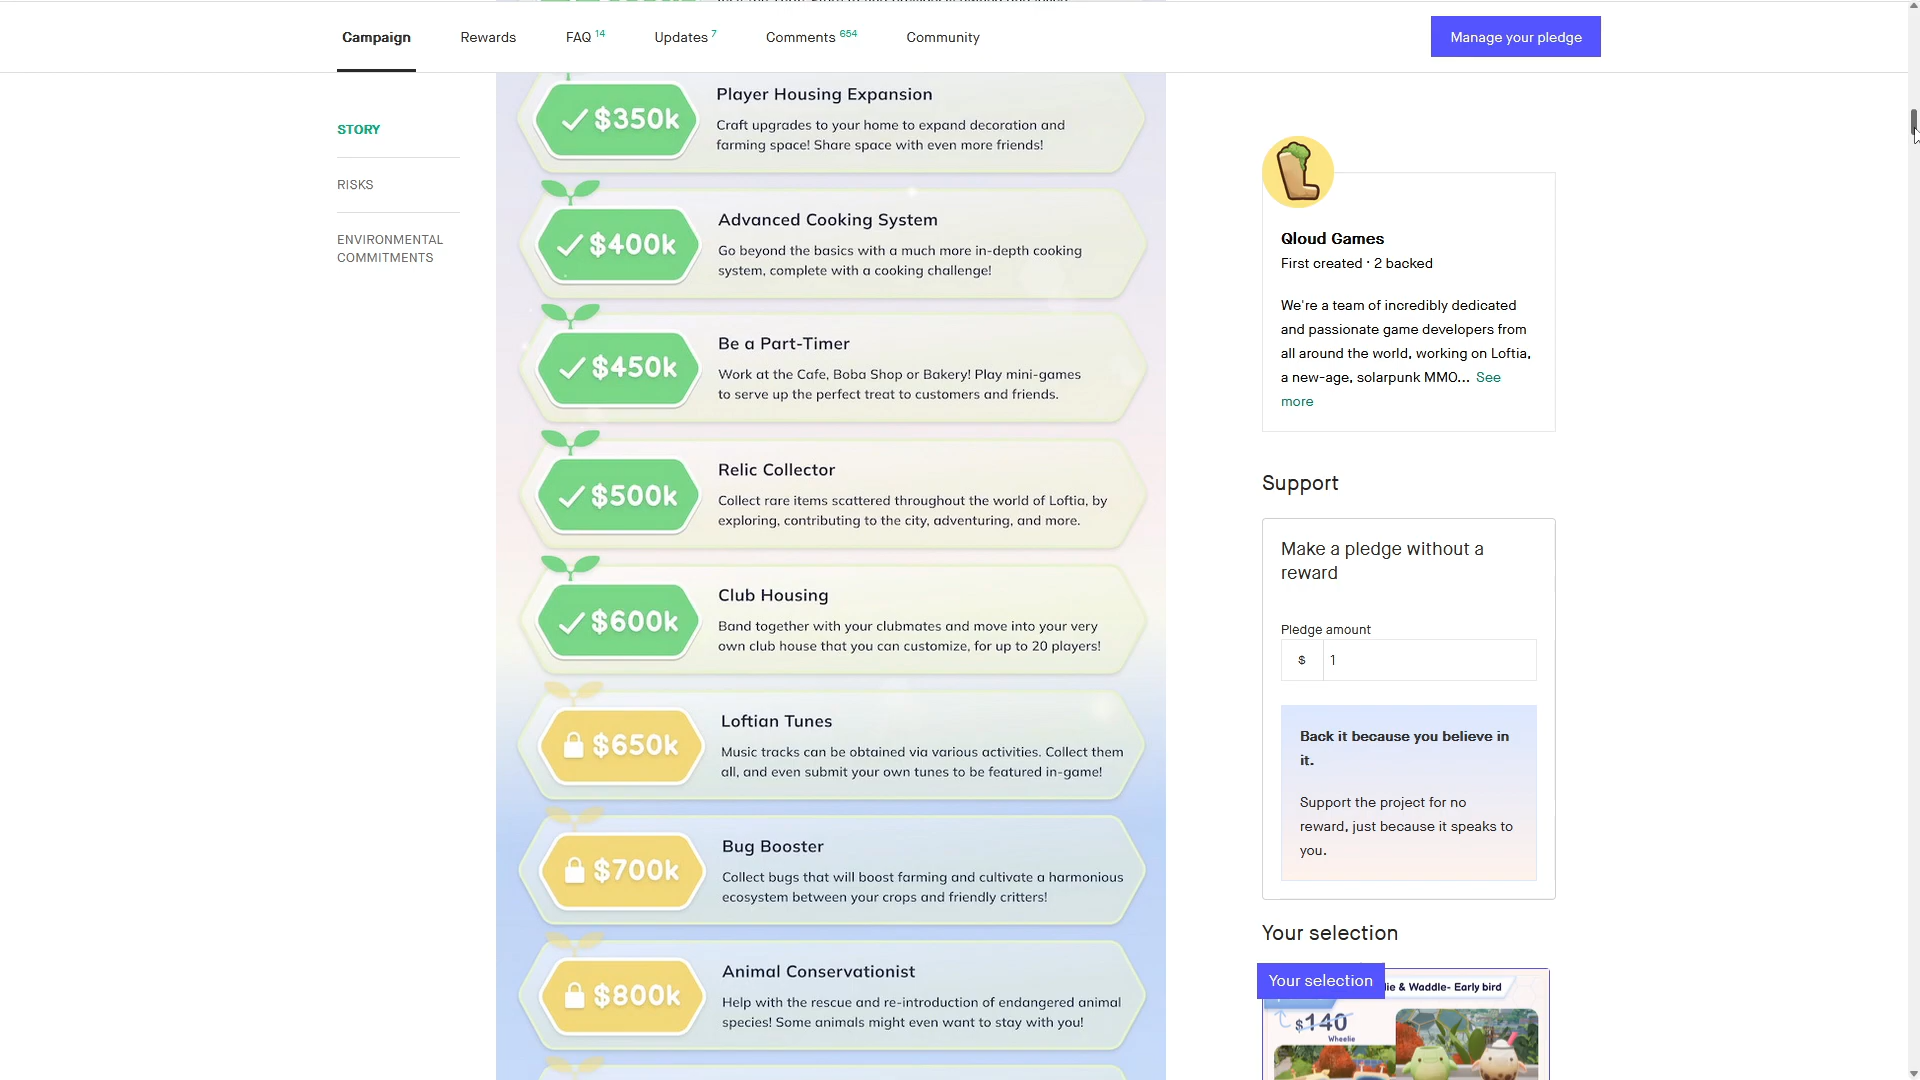 Campaign
Rewards
FAQ 14
Updates 7
Comments 654
Community
Manage your pledge
STORY
RISKS
ENVIRONMENTAL
COMMITMENTS
$350k
Player Housing Expansion
Craft upgrades to your home to expand decoration and
farming space! Share space with even more friends!
$400k
Advanced Cooking System
Go beyond the basics with a much more in-depth cooking
system, complete with a cooking challenge!
$450k
Be a Part-Timer
Work at the Cafe, Boba Shop or Bakery! Play mini-games
to serve up the perfect treat to customers and friends.
$500k
Relic Collector
Collect rare items scattered throughout the world of Loftia, by
exploring, contributing to the city, adventuring, and more.
$600k
Club Housing
Band together with your clubmates and move into your very
own club house that you can customize, for up to 20 players!
$650k
Loftian Tunes
Music tracks can be obtained via various activities. Collect them
all, and even submit your own tunes to be featured in-game!
$700k
Bug Booster
Collect bugs that will boost farming and cultivate a harmonious
ecosystem between your crops and friendly critters!
$800k
Animal Conservationist
Help with the rescue and re-introduction of endangered animal
species! Some animals might even want to stay with you!
Qloud Games
First created · 2 backed
We're a team of incredibly dedicated
and passionate game developers from
all around the world, working on Loftia,
a new-age, solarpunk MMO... See
more
Support
Make a pledge without a
reward
Pledge amount
$ 1
Back it because you believe in
it.
Support the project for no
reward, just because it speaks to
you.
Your selection
Your selection
& Waddle- Early bird
$140
Wheelie